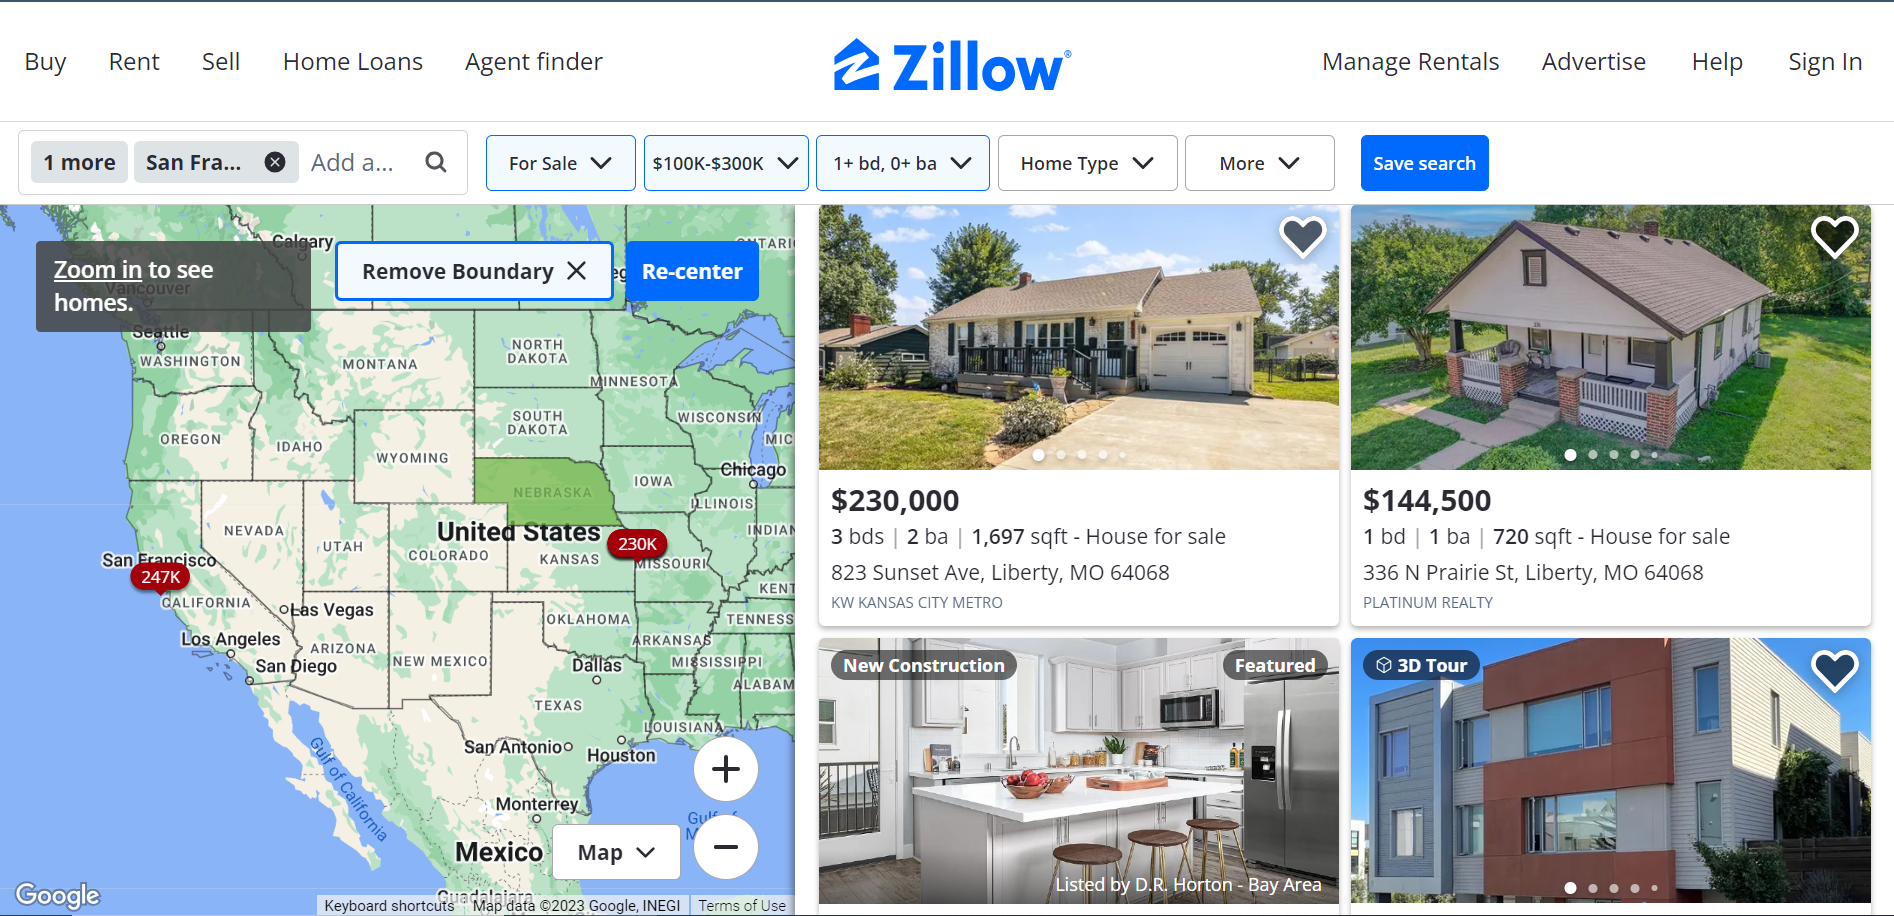 Buy Rent Sell Home Loans Agent finder
Zillow®
Manage Rentals Advertise Help Sign In
1 more San Fra... Add a...
For Sale
$100K-$300K
1+ bd, 0+ ba
Home Type
More
Save search
Zoom in to see
homes.
Remove Boundary
Re-center
Calgary
ONTARI
Vancouver
Seattle
WASHINGTON
MONTANA
NORTH
DAKOTA
MINNESOTA
OREGON
IDAHO
WYOMING
SOUTH
DAKOTA
WISCONSIN
MIC
Chicago
NEBRASKA
IOWA
ILLINOIS
INDIAN
NEVADA
UTAH
United States
COLORADO
KANSAS
230K
MISSOURI
San Francisco
247K
CALIFORNIA
Las Vegas
KENT
OKLAHOMA
TENNESS
Los Angeles
ARIZONA
NEW MEXICO
ARKANSAS
San Diego
Dallas
MISSISSIPPI
ALABAM
TEXAS
LOUISIANA
San Antonio
Houston
Gulf of California
Monterrey
Gulf of
M
Mexico
Map
Guadalajara
Google
Keyboard shortcuts
Map data ©2023 Google, INEGI
Terms of Use
$230,000
3 bds | 2 ba | 1,697 sqft - House for sale
823 Sunset Ave, Liberty, MO 64068
KW KANSAS CITY METRO
$144,500
1 bd | 1 ba | 720 sqft - House for sale
336 N Prairie St, Liberty, MO 64068
PLATINUM REALTY
New Construction
Featured
Listed by D.R. Horton - Bay Area
3D Tour